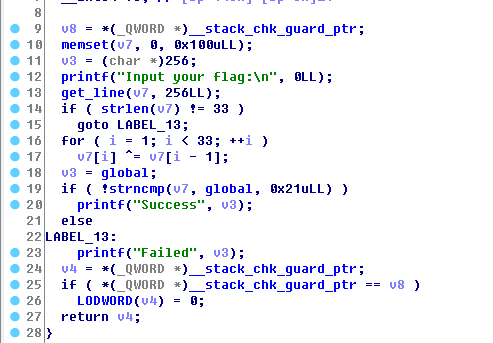 8
9 v8 = *(_QWORD *)__stack_chk_guard_ptr;
10 memset(v7, 0, 0x100uLL);
11 v3 = (char *)256;
12 printf("Input your flag:\n", 0LL);
13 get_line(v7, 256LL);
14 if ( strlen(v7) != 33 )
15 goto LABEL_13;
16 for ( i = 1; i < 33; ++i )
17 v7[i] ^= v7[i - 1];
18 v3 = global;
19 if ( !strncmp(v7, global, 0x21uLL) )
20 printf("Success", v3);
21 else
22 LABEL_13:
23 printf("Failed", v3);
24 v4 = *(_QWORD *)__stack_chk_guard_ptr;
25 if ( *(_QWORD *)__stack_chk_guard_ptr == v8 )
26 LODWORD(v4) = 0;
27 return v4;
28 }